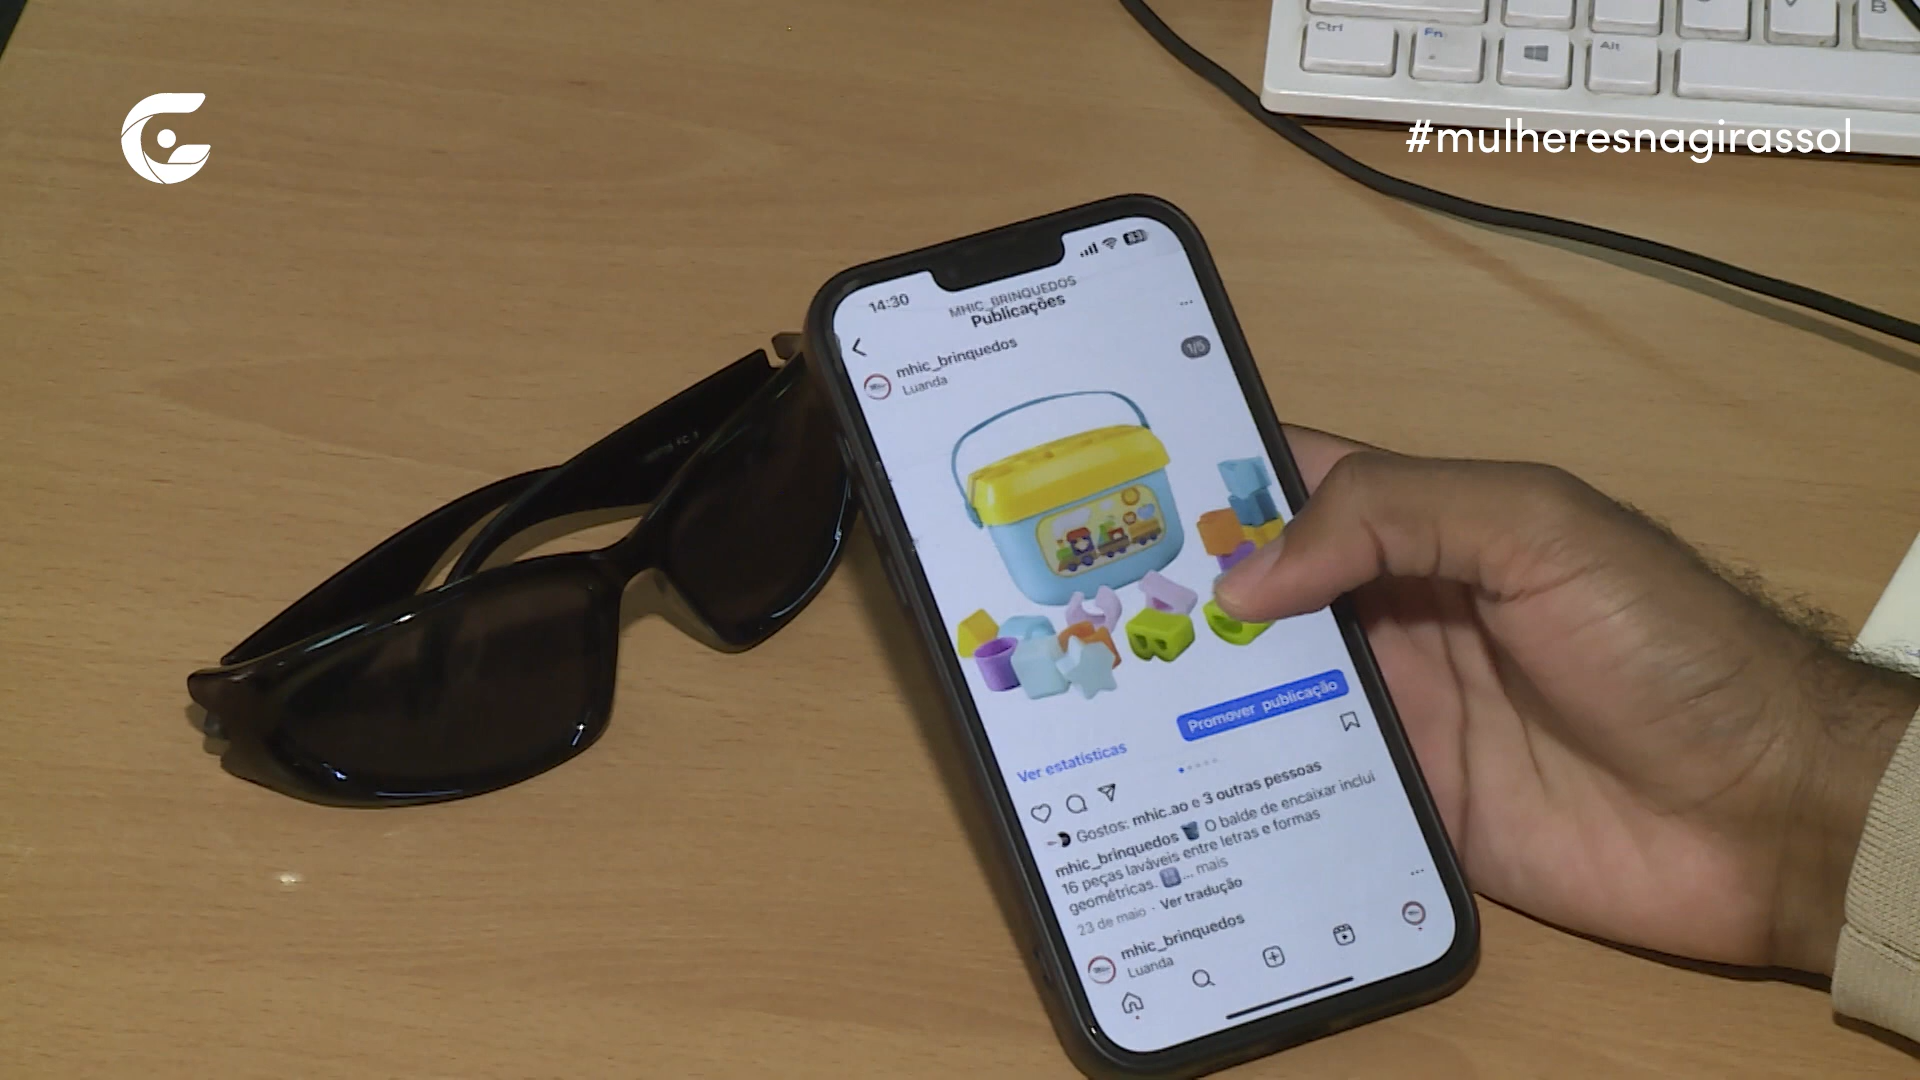 #mulheresnagirassol
Ctrl
Fn
Alt
B
14:30
83
MHIC_BRINQUEDOS
Publicações
mhic_brinquedos
Luanda
1/5
Promover publicação
Ver estatísticas
Gostos: mhic.ao e 3 outras pessoas
mhic_brinquedos O balde de encaixar inclui
16 peças laváveis entre letras e formas
geométricas. ... mais
23 de maio · Ver tradução
mhic_brinquedos
Luanda